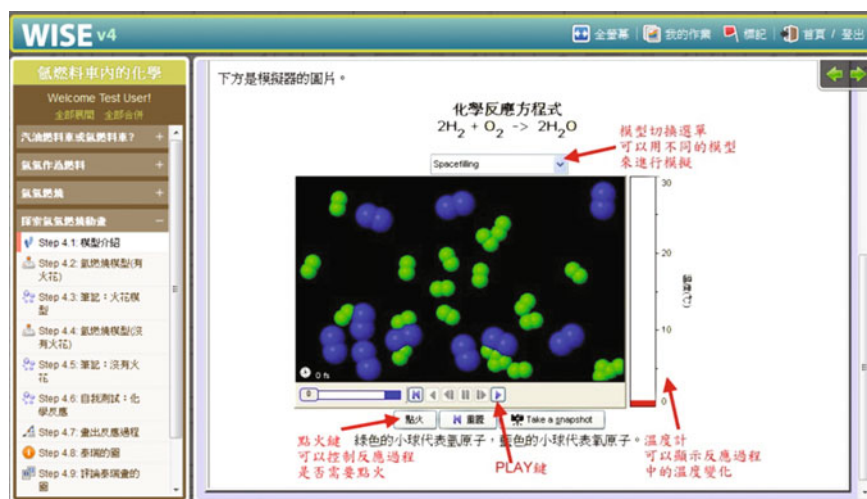 WISE v4
全螢幕 | 我的作業 標記 | 首頁 / 登出
氫燃料車內的化學
Welcome Test User!
全部展開 全部合併
汽油燃料車或氫燃料車? +
氫氣作為燃料 +
氫氣燃燒 +
探索氫氣燃燒動畫 −
Step 4.1: 模型介紹
Step 4.2: 氫燃燒模型(有
火花)
Step 4.3: 筆記：火花模
型
Step 4.4: 氫燃燒模型(沒
有火花)
Step 4.5: 筆記：沒有火
花
Step 4.6: 自我測試：化
學反應
Step 4.7: 畫出反應過程
Step 4.8: 泰瑞的圖
Step 4.9: 評論泰瑞畫的
圖
下方是模擬器的圖片。
化學反應方程式
2H₂ + O₂ -> 2H₂O
模型切換選單
可以用不同的模型
來進行模擬
Spacefilling
30
20
10
0
溫度(℃)
0 fs
0
點火
重置
Take a snapshot
綠色的小球代表氫原子，藍色的小球代表氧原子。
點火鍵
可以控制反應過程
是否需要點火
PLAY鍵
溫度計
可以顯示反應過程
中的溫度變化